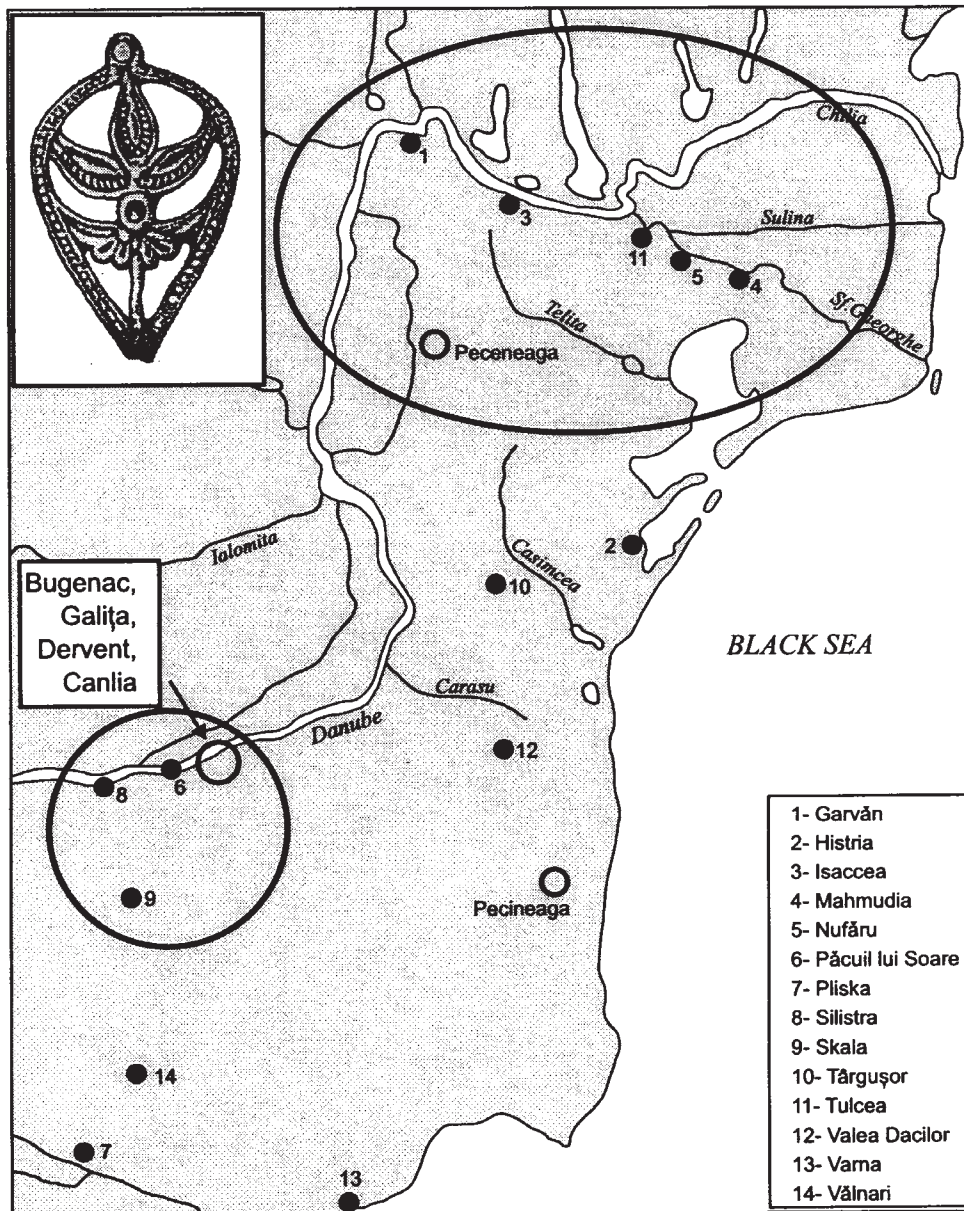 Chilia
1
3
Sulina
11
5
4
Sf.Gheorghe
Telita
Peceneaga
Ialomita
Casimcea
2
10
Bugenac,
Galița,
Dervent,
Canlia
BLACK SEA
Carasu
Danube
12
6
8
9
Pecineaga
14
7
13
1- Garvăn
2- Histria
3- Isaccea
4- Mahmudia
5- Nufăru
6- Păcuil lui Soare
7- Pliska
8- Silistra
9- Skala
10- Târgușor
11- Tulcea
12- Valea Dacilor
13- Varna
14- Vălnari